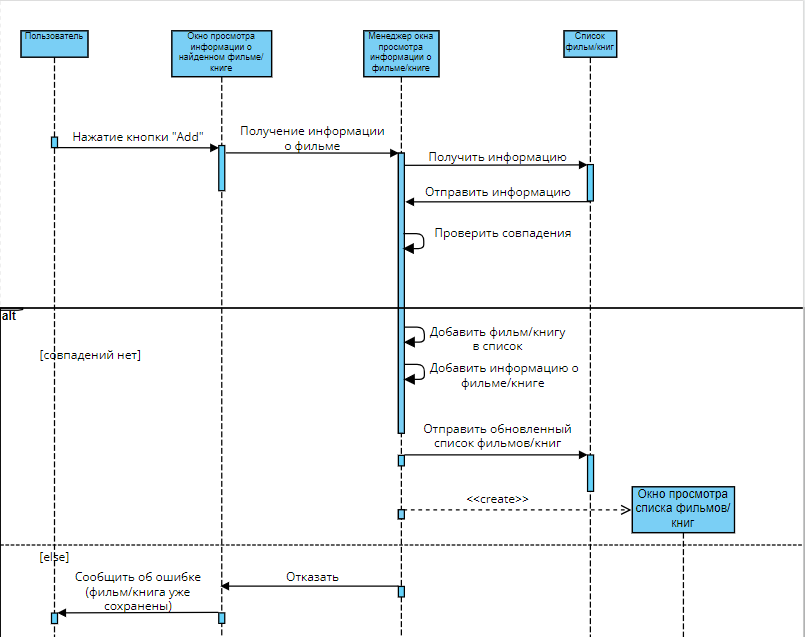 Пользователь
Окно просмотра
информации о
найденном фильме/
книге
Менеджер окна
просмотра
информации о
фильме/книге
Список
фильм/книг
Нажатие кнопки "Add"
Получение информации
о фильме
Получить информацию
Отправить информацию
Проверить совпадения
alt
[совпадений нет]
Добавить фильм/книгу
в список
Добавить информацию о
фильме/книге
Отправить обновленный
список фильмов/книг
<<create>>
Окно просмотра
списка фильмов/
книг
[else]
Сообщить об ошибке
(фильм/книга уже
сохранены)
Отказать